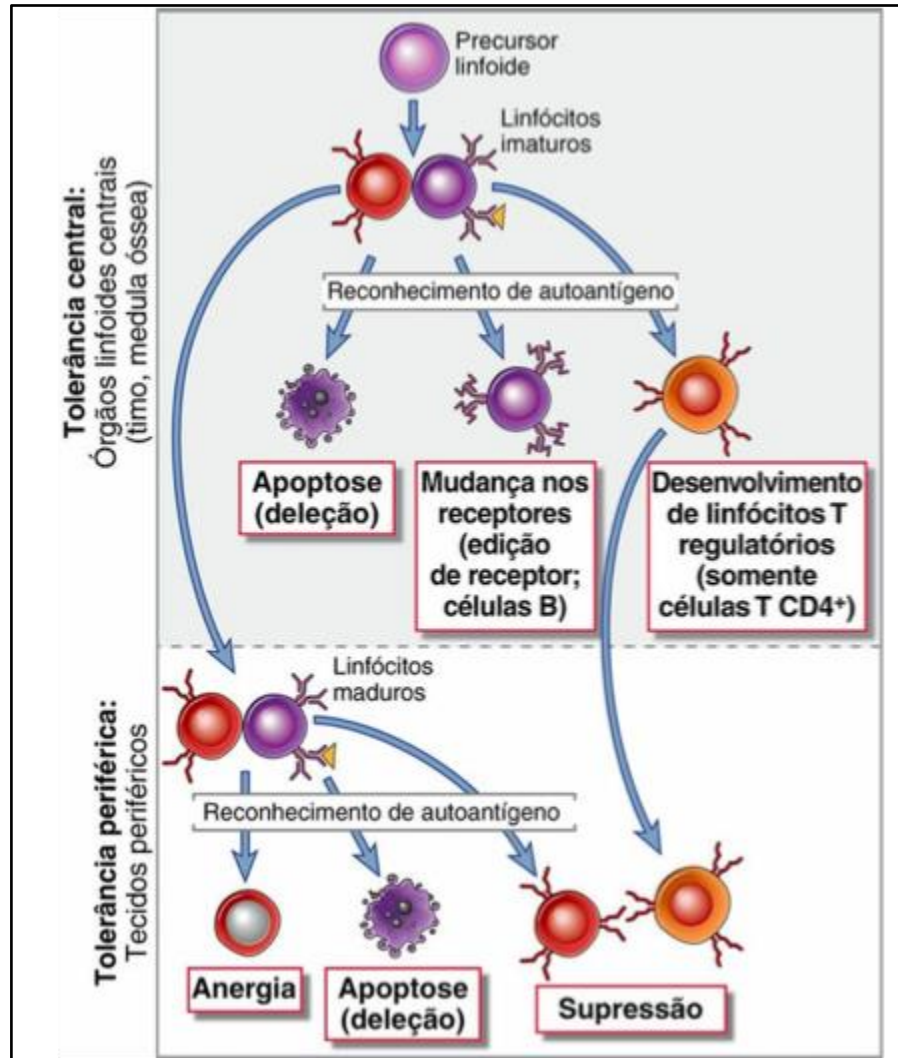 Precursor
linfoide
Linfócitos
imaturos
Tolerância central:
Órgãos linfoides centrais
(timo, medula óssea)
Reconhecimento de autoantígeno
Apoptose
(deleção)
Mudança nos
receptores
(edição
de receptor;
células B)
Desenvolvimento
de linfócitos T
regulatórios
(somente
células T CD4⁺)
Linfócitos
maduros
Tolerância periférica:
Tecidos periféricos
Reconhecimento de autoantígeno
Anergia
Apoptose
(deleção)
Supressão